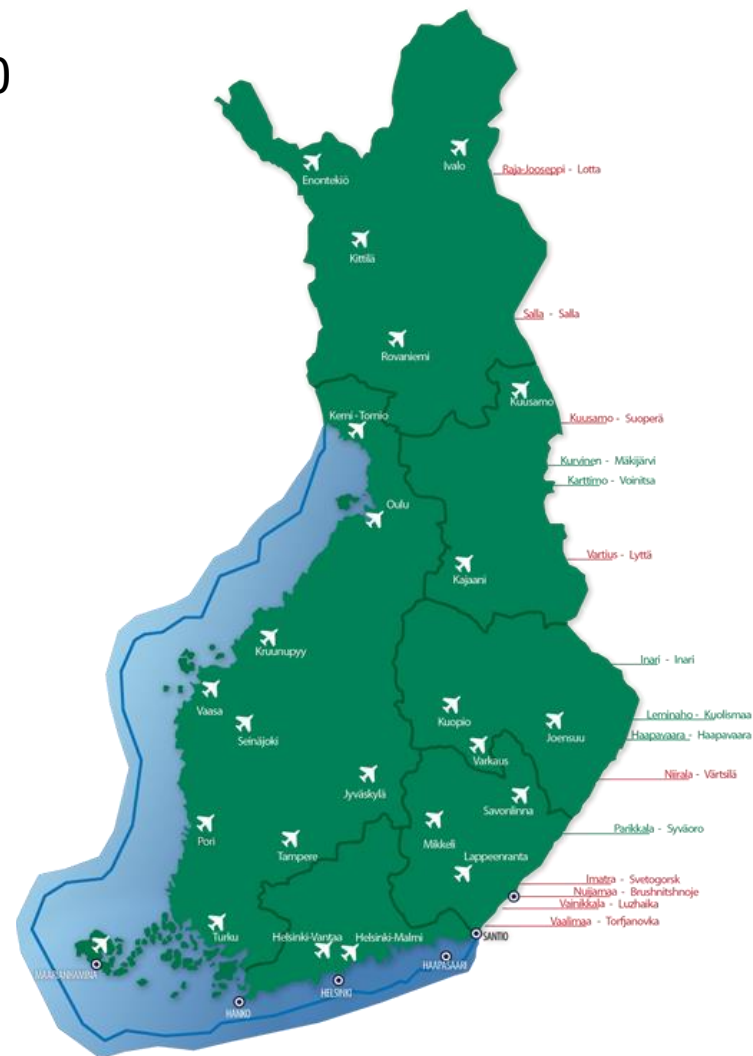 0
Enontekiö
Ivalo
Raja-Jooseppi - Lotta
Kittilä
Salla - Salla
Rovaniemi
Kuusamo
Kemi - Tornio
Kuusamo - Suoperä
Kurvinen - Mäkijärvi
Karttimo - Voinitsa
Oulu
Vartius - Lyttä
Kajaani
Kruunupyy
Inari - Inari
Vaasa
Kuopio
Leminaho - Kuolismaa
Seinäjoki
Joensuu
Haapavaara - Haapavaara
Varkaus
Niirala - Värtsilä
Jyväskylä
Savonlinna
Parikkala - Syväoro
Pori
Mikkeli
Tampere
Lappeenranta
Imatra - Svetogorsk
Nuijamaa - Brushnitshnoje
Vainikkala - Luzhaika
Vaalimaa - Torfjanovka
Turku
Helsinki-Vantaa
Helsinki-Malmi
SANTIO
HAAPASAARI
MAARIANHAMINA
HELSINKI
HANKO